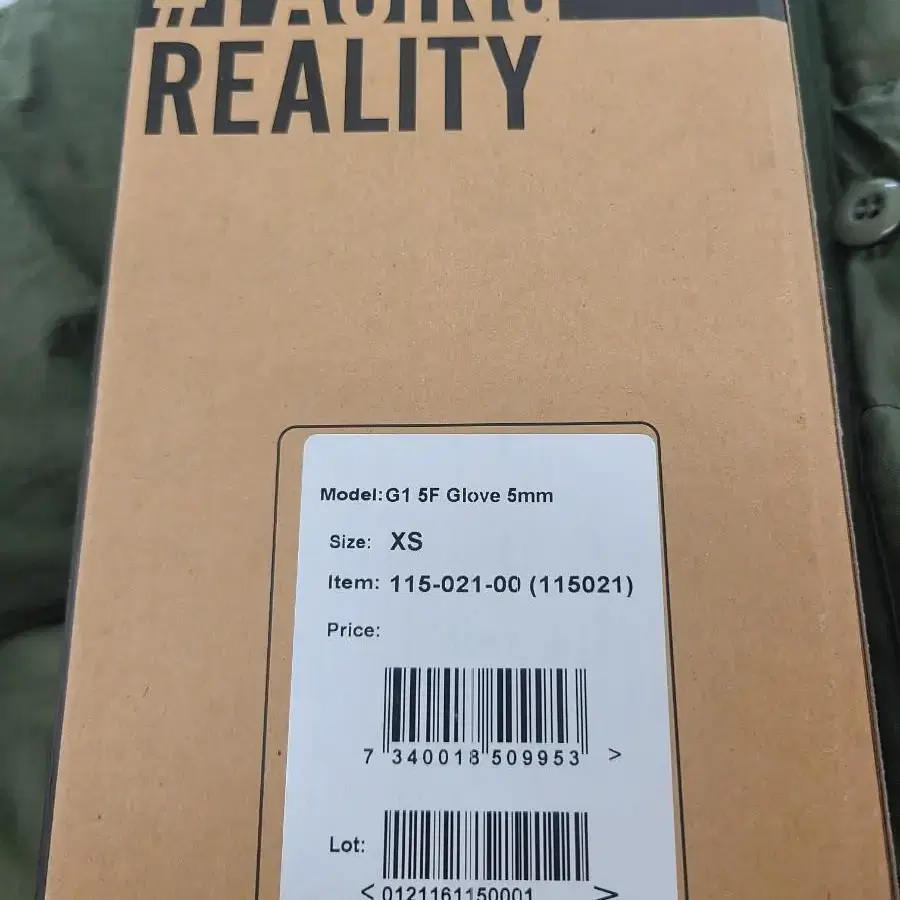 REALITY
Model:G1 5F Glove 5mm
Size: XS
Item: 115-021-00 (115021)
Price:
7 340018 509953 >
Lot:
< 0121161150001 >